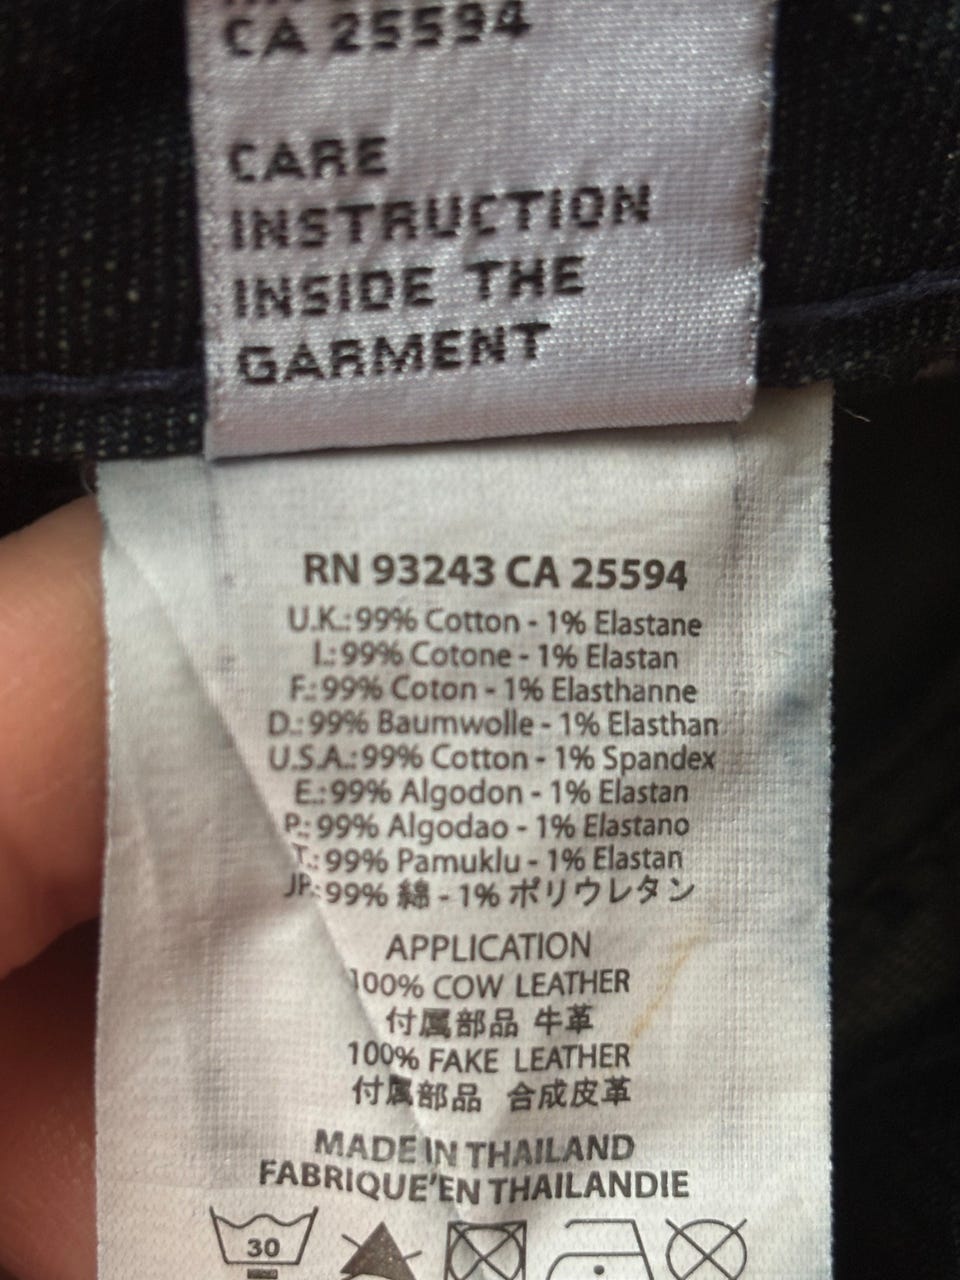 CA 25594
CARE
INSTRUCTION
INSIDE THE
GARMENT
RN 93243 CA 25594
U.K.: 99% Cotton - 1% Elastane
I.: 99% Cotone - 1% Elastan
F.: 99% Coton - 1% Elasthanne
D.: 99% Baumwolle - 1% Elasthan
U.S.A.: 99% Cotton - 1% Spandex
E.: 99% Algodon - 1% Elastan
P.: 99% Algodao - 1% Elastano
T.: 99% Pamuklu - 1% Elastan
JP.: 99% 綿 - 1% ポリウレタン
APPLICATION
100% COW LEATHER
付属部品 牛革
100% FAKE LEATHER
付属部品 合成皮革
MADE IN THAILAND
FABRIQUE'EN THAILANDIE
30